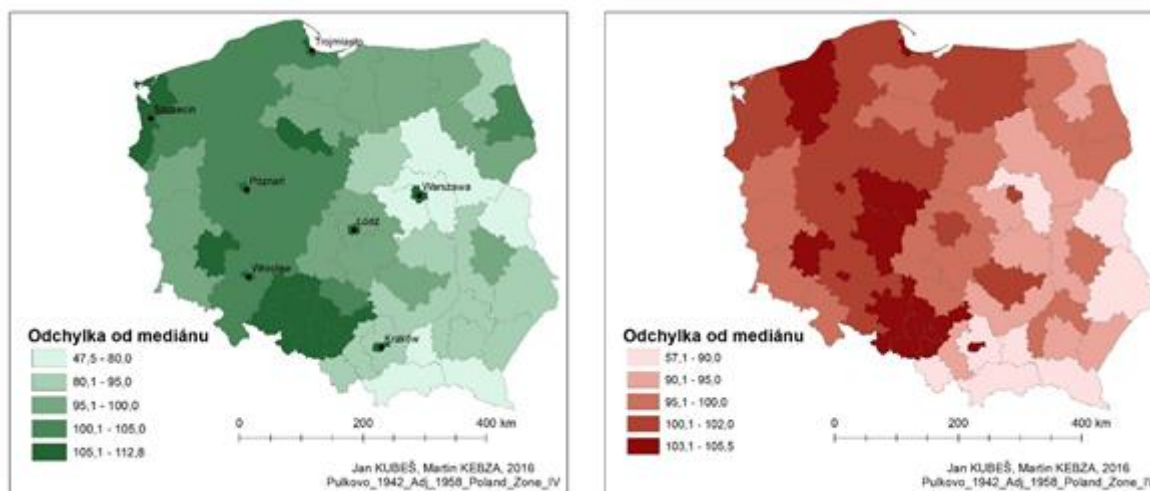 Trojmiasto
Szczecin
Poznań
Warszawa
Łódź
Wrocław
Kraków
Odchylka od mediánu
47,5 - 80,0
80,1 - 95,0
95,1 - 100,0
100,1 - 105,0
105,1 - 112,8
0 200 400 km
Jan KUBEŠ, Martin KEBZA, 2016
Pulkovo_1942_Adj_1958_Poland_Zone_IV
Odchylka od mediánu
57,1 - 90,0
90,1 - 95,0
95,1 - 100,0
100,1 - 102,0
103,1 - 105,5
0 200 400 km
Jan KUBEŠ, Martin KEBZA, 2016
Pulkovo_1942_Adj_1958_Poland_Zone_IV